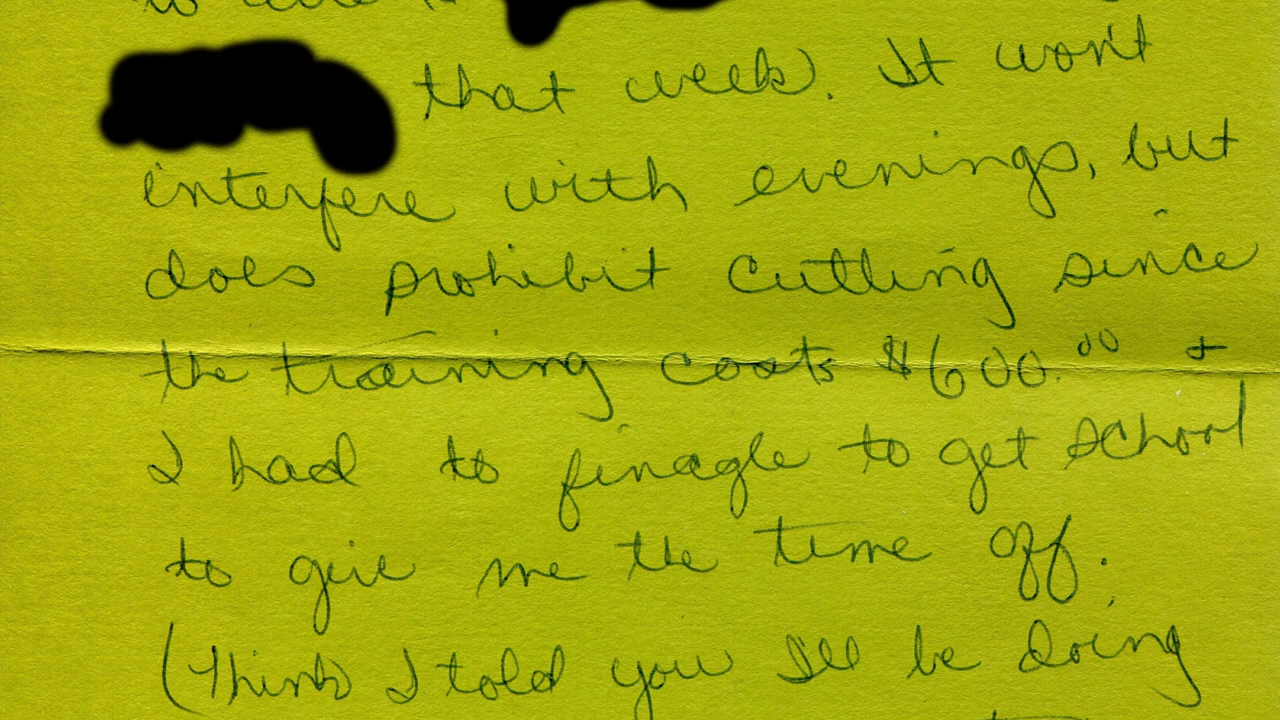 that week). It won't
interfere with evenings, but
does prohibit cutting since
the training costs $600.00 +
I had to finagle to get school
to give me the time off.
(Think I told you I'll be doing